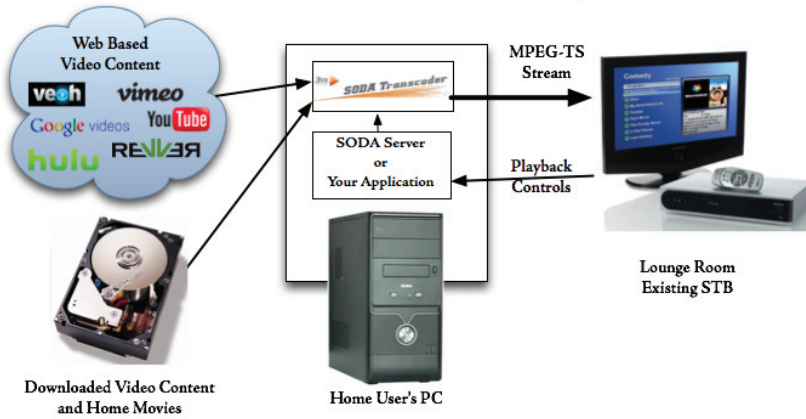 Web Based
Video Content
veoh
vimeo
Google videos
YouTube
hulu
REVVER
SODA Transcoder
SODA Server
or
Your Application
MPEG-TS
Stream
Playback
Controls
Comedy
Lounge Room
Existing STB
Downloaded Video Content
and Home Movies
Home User's PC